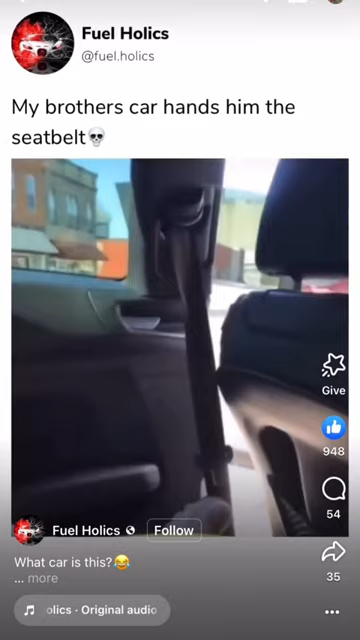 Fuel Holics
@fuel.holics
My brothers car hands him the
seatbelt💀
Give
948
54
35
Fuel Holics
Follow
What car is this?😂
... more
olics · Original audio